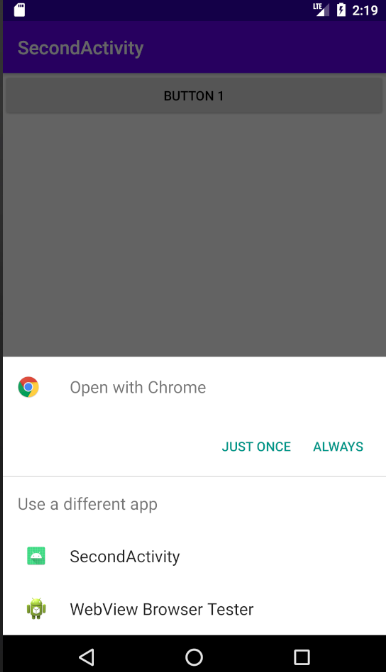 LTE 2:19
SecondActivity
BUTTON 1
Open with Chrome
JUST ONCE ALWAYS
Use a different app
SecondActivity
WebView Browser Tester